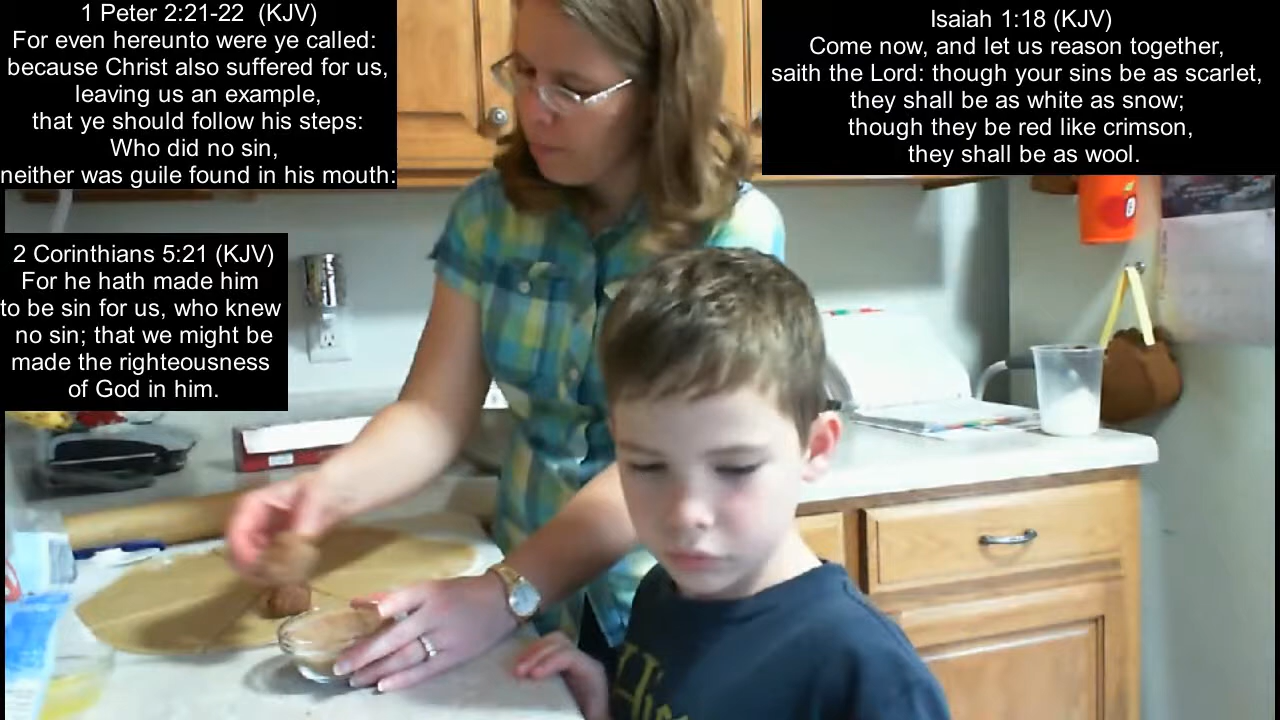 1 Peter 2:21-22 (KJV)
For even hereunto were ye called:
because Christ also suffered for us,
leaving us an example,
that ye should follow his steps:
Who did no sin,
neither was guile found in his mouth:
Isaiah 1:18 (KJV)
Come now, and let us reason together,
saith the Lord: though your sins be as scarlet,
they shall be as white as snow;
though they be red like crimson,
they shall be as wool.
2 Corinthians 5:21 (KJV)
For he hath made him
to be sin for us, who knew
no sin; that we might be
made the righteousness
of God in him.